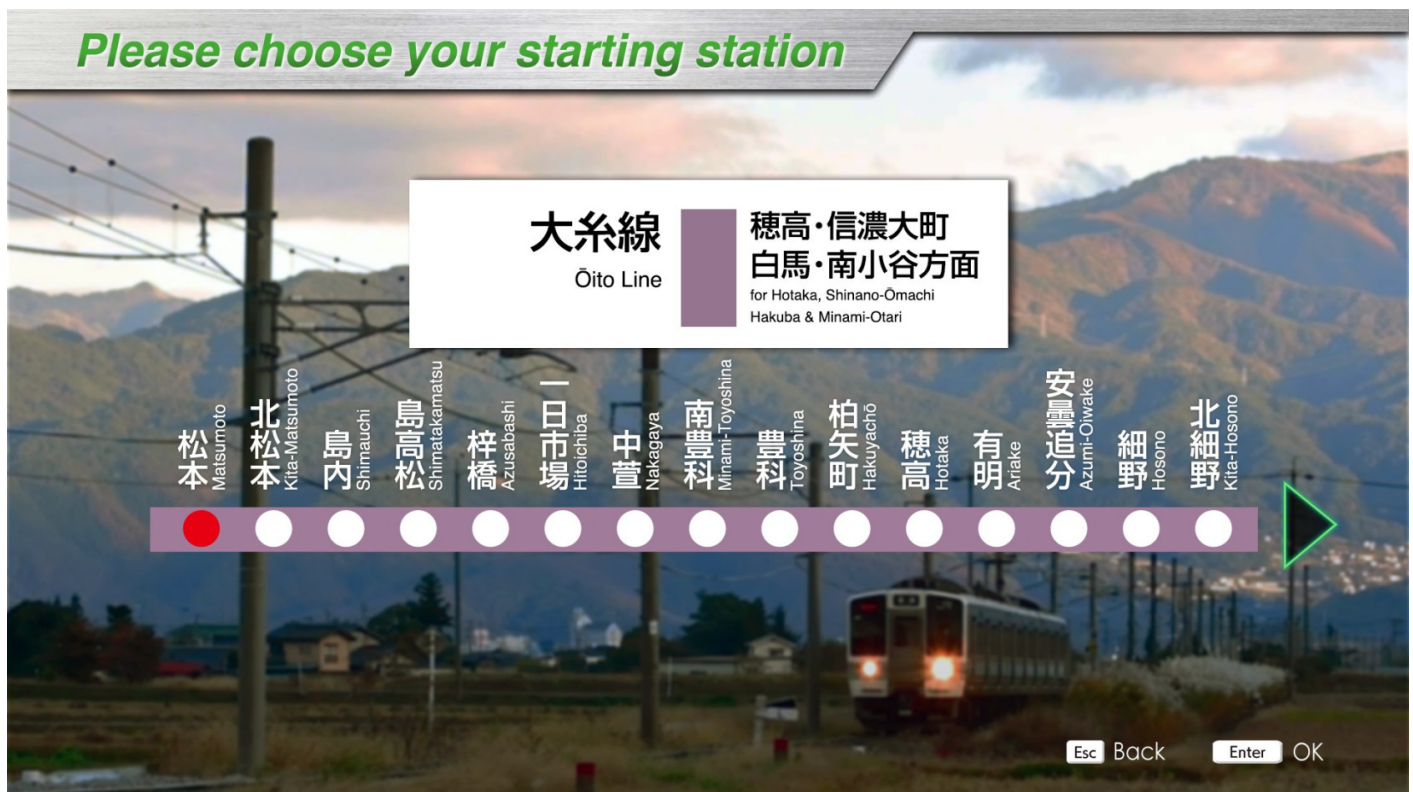 Please choose your starting station
大糸線
Ōito Line
穂高・信濃大町
白馬・南小谷方面
for Hotaka, Shinano-Ōmachi
Hakuba & Minami-Otari
松本
Matsumoto
北松本
Kita-Matsumoto
島内
Shimauchi
島高松
Shimatakamatsu
梓橋
Azusabashi
一日市場
Hitoichiba
中萱
Nakagaya
南豊科
Minami-Toyoshina
豊科
Toyoshina
柏矢町
Hakuyachō
穂高
Hotaka
有明
Ariake
安曇追分
Azumi-Oiwake
細野
Hosono
北細野
Kita-Hosono
Esc Back Enter OK